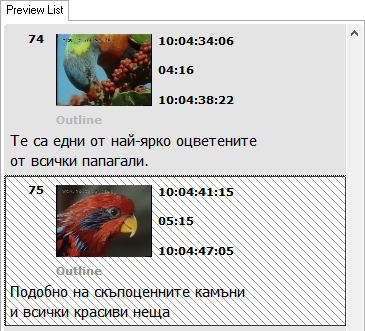 Preview List
74
10:04:34:06
04:16
10:04:38:22
Outline
Те са едни от най-ярко оцветените
от всички папагали.
75
10:04:41:15
05:15
10:04:47:05
Outline
Подобно на скъпоценните камъни
и всички красиви неща